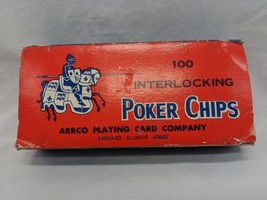 100
INTERLOCKING
POKER CHIPS
ARRCO PLAYING CARD COMPANY
CHICAGO ILLINOIS 60607